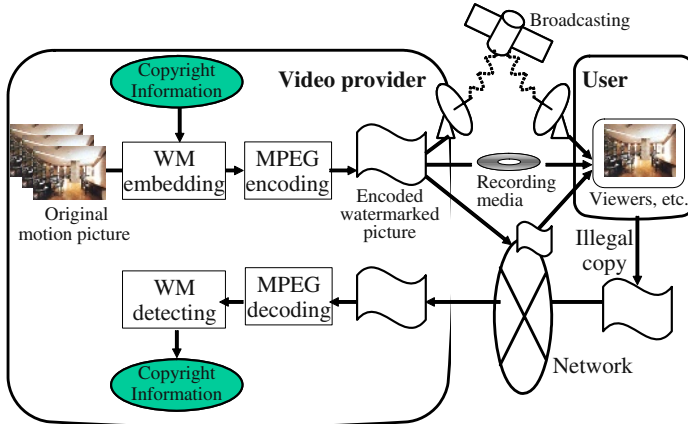 Broadcasting
Copyright
Information
Video provider
User
WM
embedding
MPEG
encoding
Original
motion picture
Encoded
watermarked
picture
Recording
media
Viewers, etc.
Illegal
copy
WM
detecting
MPEG
decoding
Copyright
Information
Network